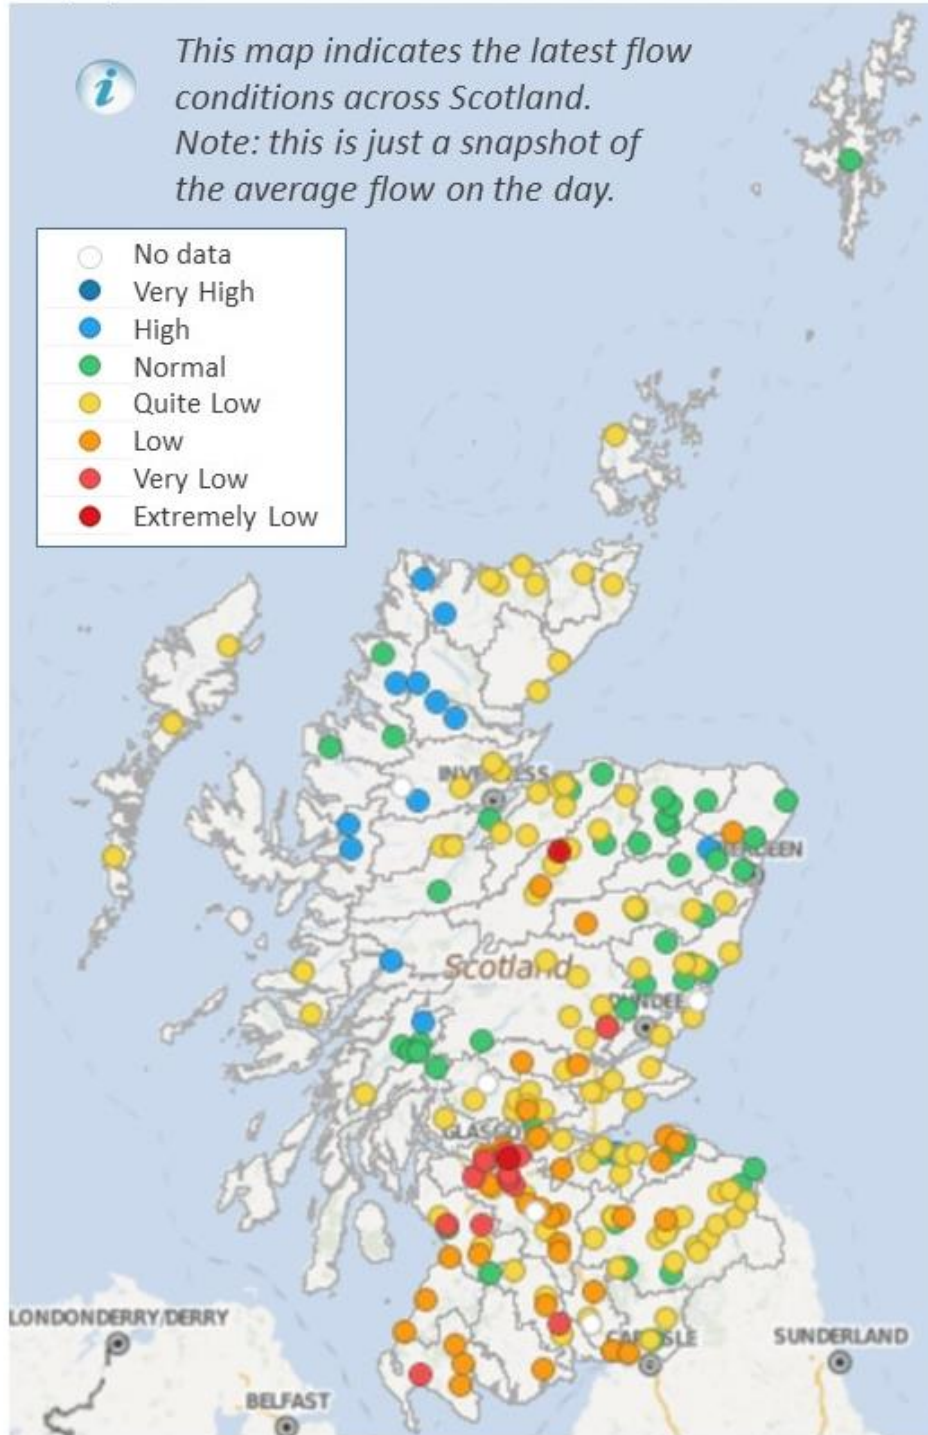 This map indicates the latest flow
conditions across Scotland.
Note: this is just a snapshot of
the average flow on the day.
i
No data
Very High
High
Normal
Quite Low
Low
Very Low
Extremely Low
Scotland
LONDONDERRY/DERRY
SUNDERLAND
BELFAST